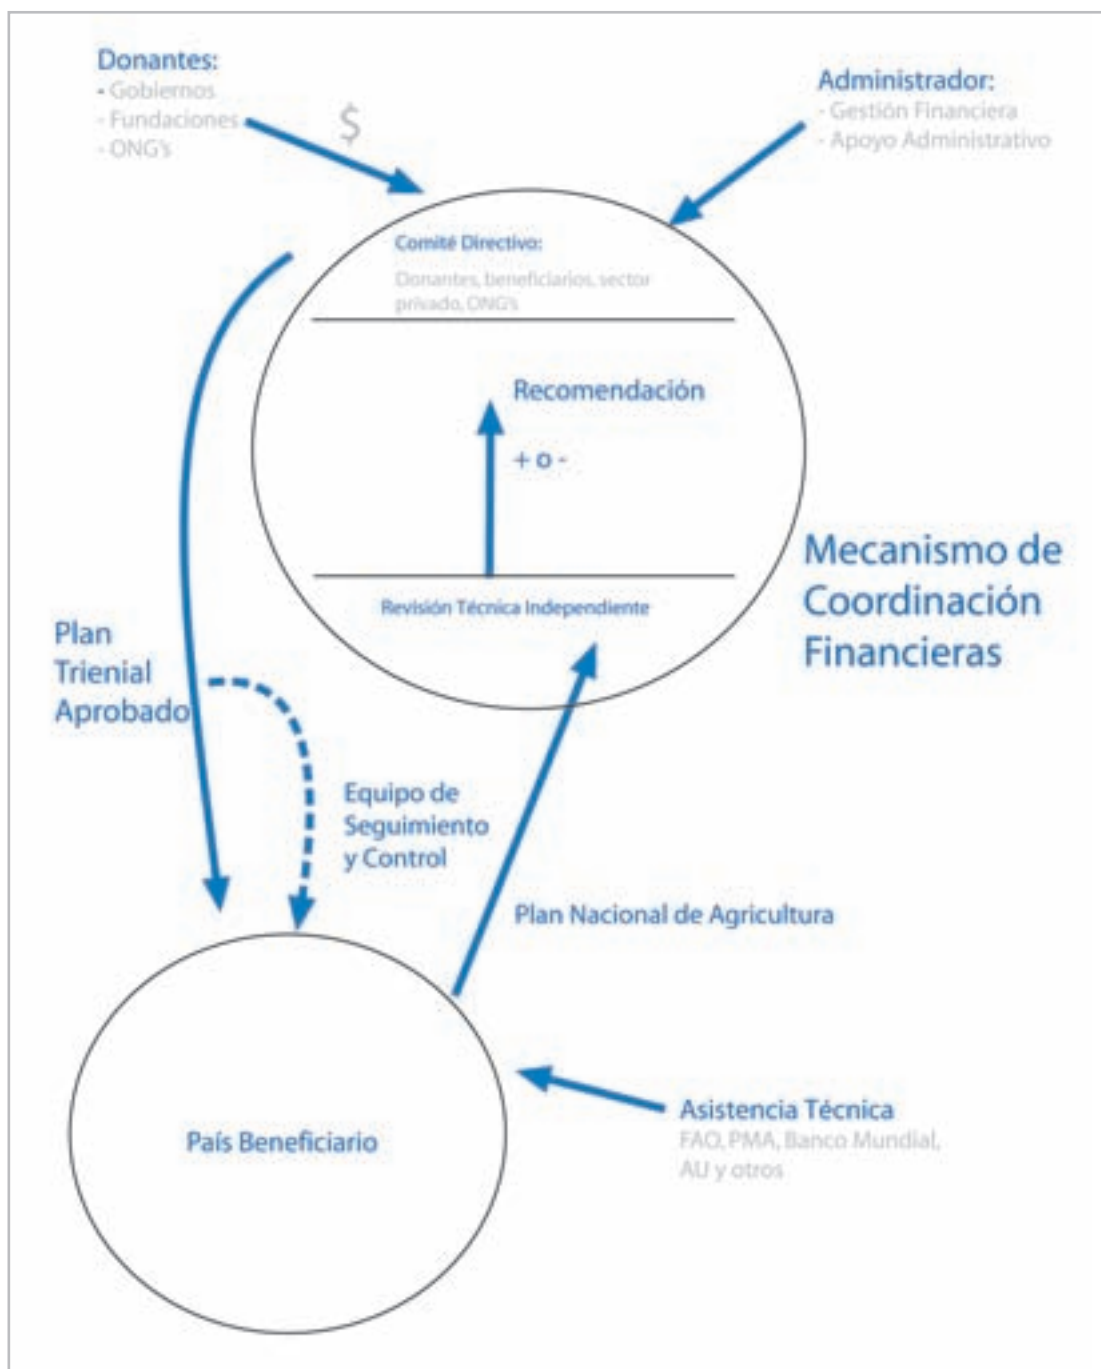 Donantes:
- Gobiernos
- Fundaciones
- ONG's
$
Administrador:
- Gestión Financiera
- Apoyo Administrativo
Comité Directivo:
Donantes, beneficiarios, sector
privado, ONG's
Recomendación
+ o -
Revisión Técnica Independiente
Mecanismo de
Coordinación
Financieras
Plan
Trienial
Aprobado
Equipo de
Seguimiento
y Control
Plan Nacional de Agricultura
País Beneficiario
Asistencia Técnica
FAO, PMA, Banco Mundial,
AU y otros